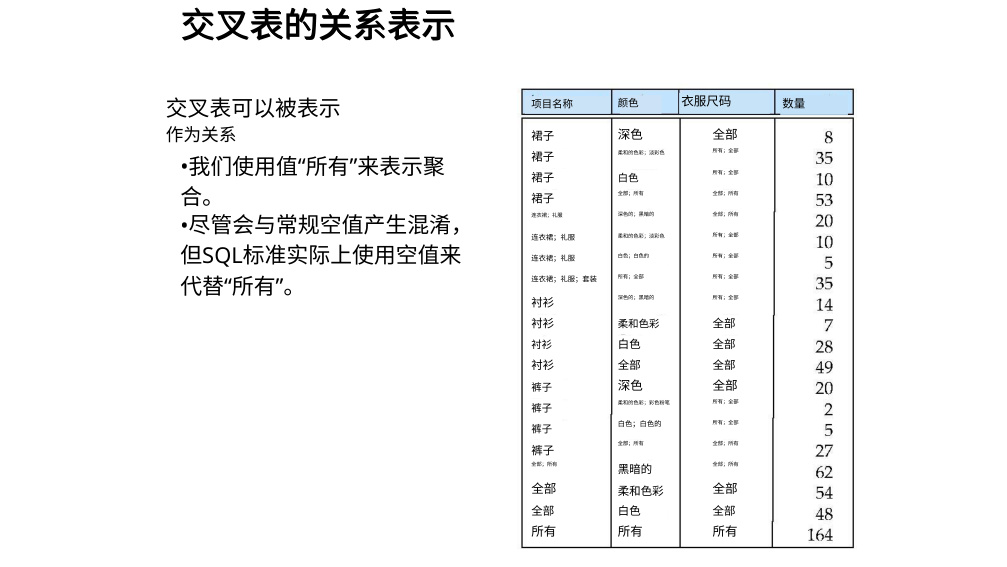 交叉表的关系表示
交叉表可以被表示
作为关系
•我们使用值“所有”来表示聚
合。
•尽管会与常规空值产生混淆，
但SQL标准实际上使用空值来
代替“所有”。
项目名称 颜色 衣服尺码 数量
裙子 深色 全部 8
裙子 柔和的色彩；淡彩色 所有；全部 35
裙子 白色 所有；全部 10
裙子 全部；所有 全部；所有 53
连衣裙；礼服 深色的；黑暗的 全部；所有 20
连衣裙；礼服 柔和的色彩；淡彩色 所有；全部 10
连衣裙；礼服 白色；白色的 所有；全部 5
连衣裙；礼服；套装 所有；全部 所有；全部 35
衬衫 深色的；黑暗的 所有；全部 14
衬衫 柔和色彩 全部 7
衬衫 白色 全部 28
衬衫 全部 全部 49
裤子 深色 全部 20
裤子 柔和的色彩；彩色粉笔 所有；全部 2
裤子 白色；白色的 所有；全部 5
裤子 全部；所有 全部；所有 27
全部；所有 黑暗的 全部；所有 62
全部 柔和色彩 全部 54
全部 白色 全部 48
所有 所有 所有 164